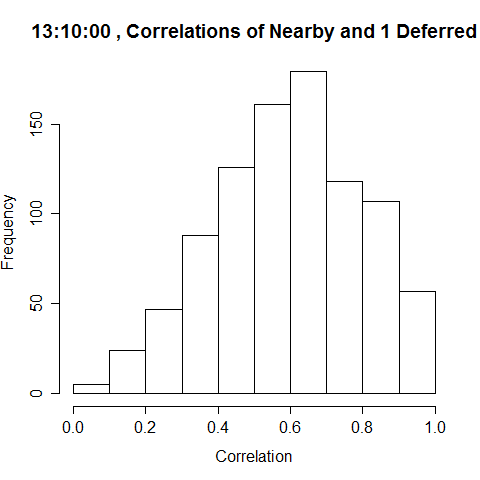 13:10:00 , Correlations of Nearby and 1 Deferred
150
100
50
0
Frequency
0.0 0.2 0.4 0.6 0.8 1.0
Correlation